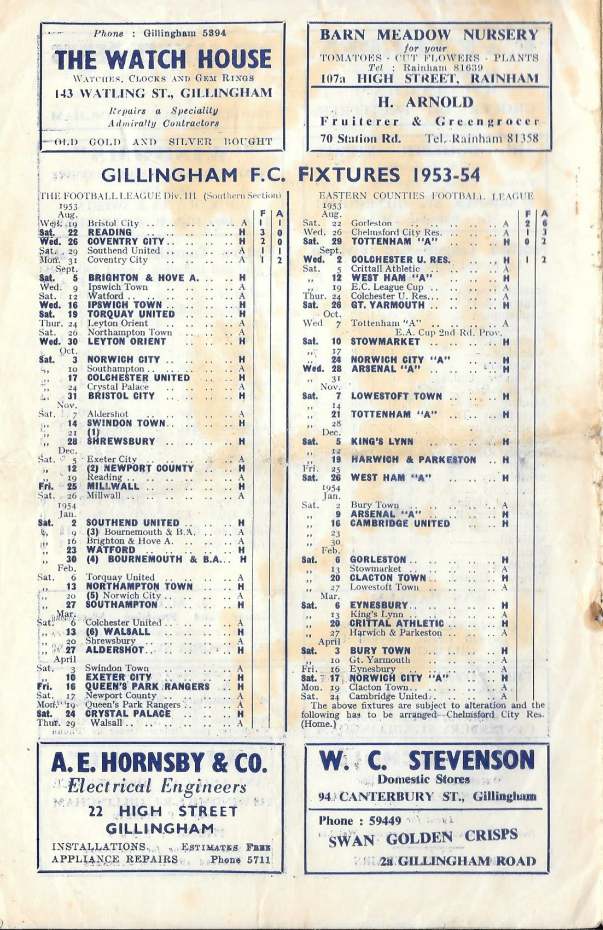 Phone : Gillingham 5394
THE WATCH HOUSE
WATCHES, CLOCKS AND GEM RINGS
143 WATLING ST., GILLINGHAM
Repairs a Speciality
Admiralty Contractors
OLD GOLD AND SILVER BOUGHT
BARN MEADOW NURSERY
for your
TOMATOES · CUT FLOWERS · PLANTS
Tel : Rainham 81639
107a HIGH STREET, RAINHAM
H. ARNOLD
Fruiterer & Greengrocer
70 Station Rd. Tel. Rainham 81358
GILLINGHAM F.C. FIXTURES 1953-54
THE FOOTBALL LEAGUE Div. III (Southern Section)
1953 F A
Aug.
Wed. 19 Bristol City .. A 1 1
Sat. 22 READING .. H 3 0
Wed. 26 COVENTRY CITY .. H 2 0
Sat. 29 Southend United .. A 1 1
Mon. 31 Coventry City .. A 1 2
Sept.
Sat. 5 BRIGHTON & HOVE A. .. H
Wed. 9 Ipswich Town .. A
Sat. 12 Watford .. A
Wed. 16 IPSWICH TOWN .. H
Sat. 19 TORQUAY UNITED .. H
Thur. 24 Leyton Orient .. A
Sat. 26 Northampton Town .. A
Wed. 30 LEYTON ORIENT .. H
Oct.
Sat. 3 NORWICH CITY .. H
,, 10 Southampton .. A
,, 17 COLCHESTER UNITED .. H
,, 24 Crystal Palace .. A
,, 31 BRISTOL CITY .. H
Nov.
Sat. 7 Aldershot .. A
,, 14 SWINDON TOWN .. H
,, 21 (1)
,, 28 SHREWSBURY .. H
Dec.
Sat. 5 Exeter City .. A
,, 12 (2) NEWPORT COUNTY .. H
,, 19 Reading .. A
Fri. 25 MILLWALL .. H
Sat. 26 Millwall .. A
1954
Jan.
Sat. 2 SOUTHEND UNITED .. H
,, 9 (3) Bournemouth & B.A. .. A
,, 16 Brighton & Hove A. .. A
,, 23 WATFORD .. H
,, 30 (4) BOURNEMOUTH & B.A. .. H
Feb.
Sat. 6 Torquay United .. A
,, 13 NORTHAMPTON TOWN .. H
,, 20 (5) Norwich City .. A
,, 27 SOUTHAMPTON .. H
Mar.
Sat. 6 Colchester United .. A
,, 13 (6) WALSALL .. H
,, 20 Shrewsbury .. A
,, 27 ALDERSHOT .. H
April
Sat. 3 Swindon Town .. A
,, 10 EXETER CITY .. H
Fri. 16 QUEEN'S PARK RANGERS .. H
Sat. 17 Newport County .. A
Mon. 19 Queen's Park Rangers .. A
Sat. 24 CRYSTAL PALACE .. H
Thur. 29 Walsall .. A
EASTERN COUNTIES FOOTBALL LEAGUE
1953 F A
Aug.
Sat. 22 Gorleston .. A 2 6
Wed. 26 Chelmsford City Res. .. A 1 3
Sat. 29 TOTTENHAM "A" .. H 0 2
Sept.
Wed. 2 COLCHESTER U. RES. .. H 1 2
Sat. 5 Crittall Athletic .. A
,, 12 WEST HAM "A" .. H
,, 19 E.C. League Cup
Thur. 24 Colchester U. Res. .. A
Sat. 26 GT. YARMOUTH .. H
Oct.
Wed 7 Tottenham "A" .. A
E.A. Cup 2nd Rd. Prov.
Sat. 10 STOWMARKET .. H
,, 17
,, 24 NORWICH CITY "A" .. H
Wed. 28 ARSENAL "A" .. H
,, 31
Nov.
Sat. 7 LOWESTOFT TOWN .. H
,, 14
,, 21 TOTTENHAM "A" .. H
,, 28
Dec.
Sat. 5 KING'S LYNN .. H
,, 12
,, 19 HARWICH & PARKESTON .. H
Fri. 25
Sat. 26 WEST HAM "A" .. H
1954
Jan.
Sat. 2 Bury Town .. A
,, 9 ARSENAL "A" .. H
,, 16 CAMBRIDGE UNITED .. H
,, 23
,, 30
Feb.
Sat. 6 GORLESTON .. H
,, 13 Stowmarket .. A
,, 20 CLACTON TOWN .. H
,, 27 Lowestoft Town .. A
Mar.
Sat. 6 EYNESBURY .. H
,, 13 King's Lynn .. A
,, 20 CRITTAL ATHLETIC .. H
,, 27 Harwich & Parkeston .. A
April
Sat. 3 BURY TOWN .. H
,, 10 Gt. Yarmouth .. A
Fri. 16 Eynesbury .. A
Sat. 17 NORWICH CITY "A" .. H
Mon. 19 Clacton Town .. A
Sat. 24 Cambridge United .. A
The above fixtures are subject to alteration and the
following has to be arranged—Chelmsford City Res.
(Home.)
A. E. HORNSBY & CO.
Electrical Engineers
22 HIGH STREET
GILLINGHAM
INSTALLATIONS ESTIMATES FREE
APPLIANCE REPAIRS Phone 5711
W. C. STEVENSON
Domestic Stores
94 CANTERBURY ST., Gillingham
Phone : 59449
SWAN GOLDEN CRISPS
2a GILLINGHAM ROAD